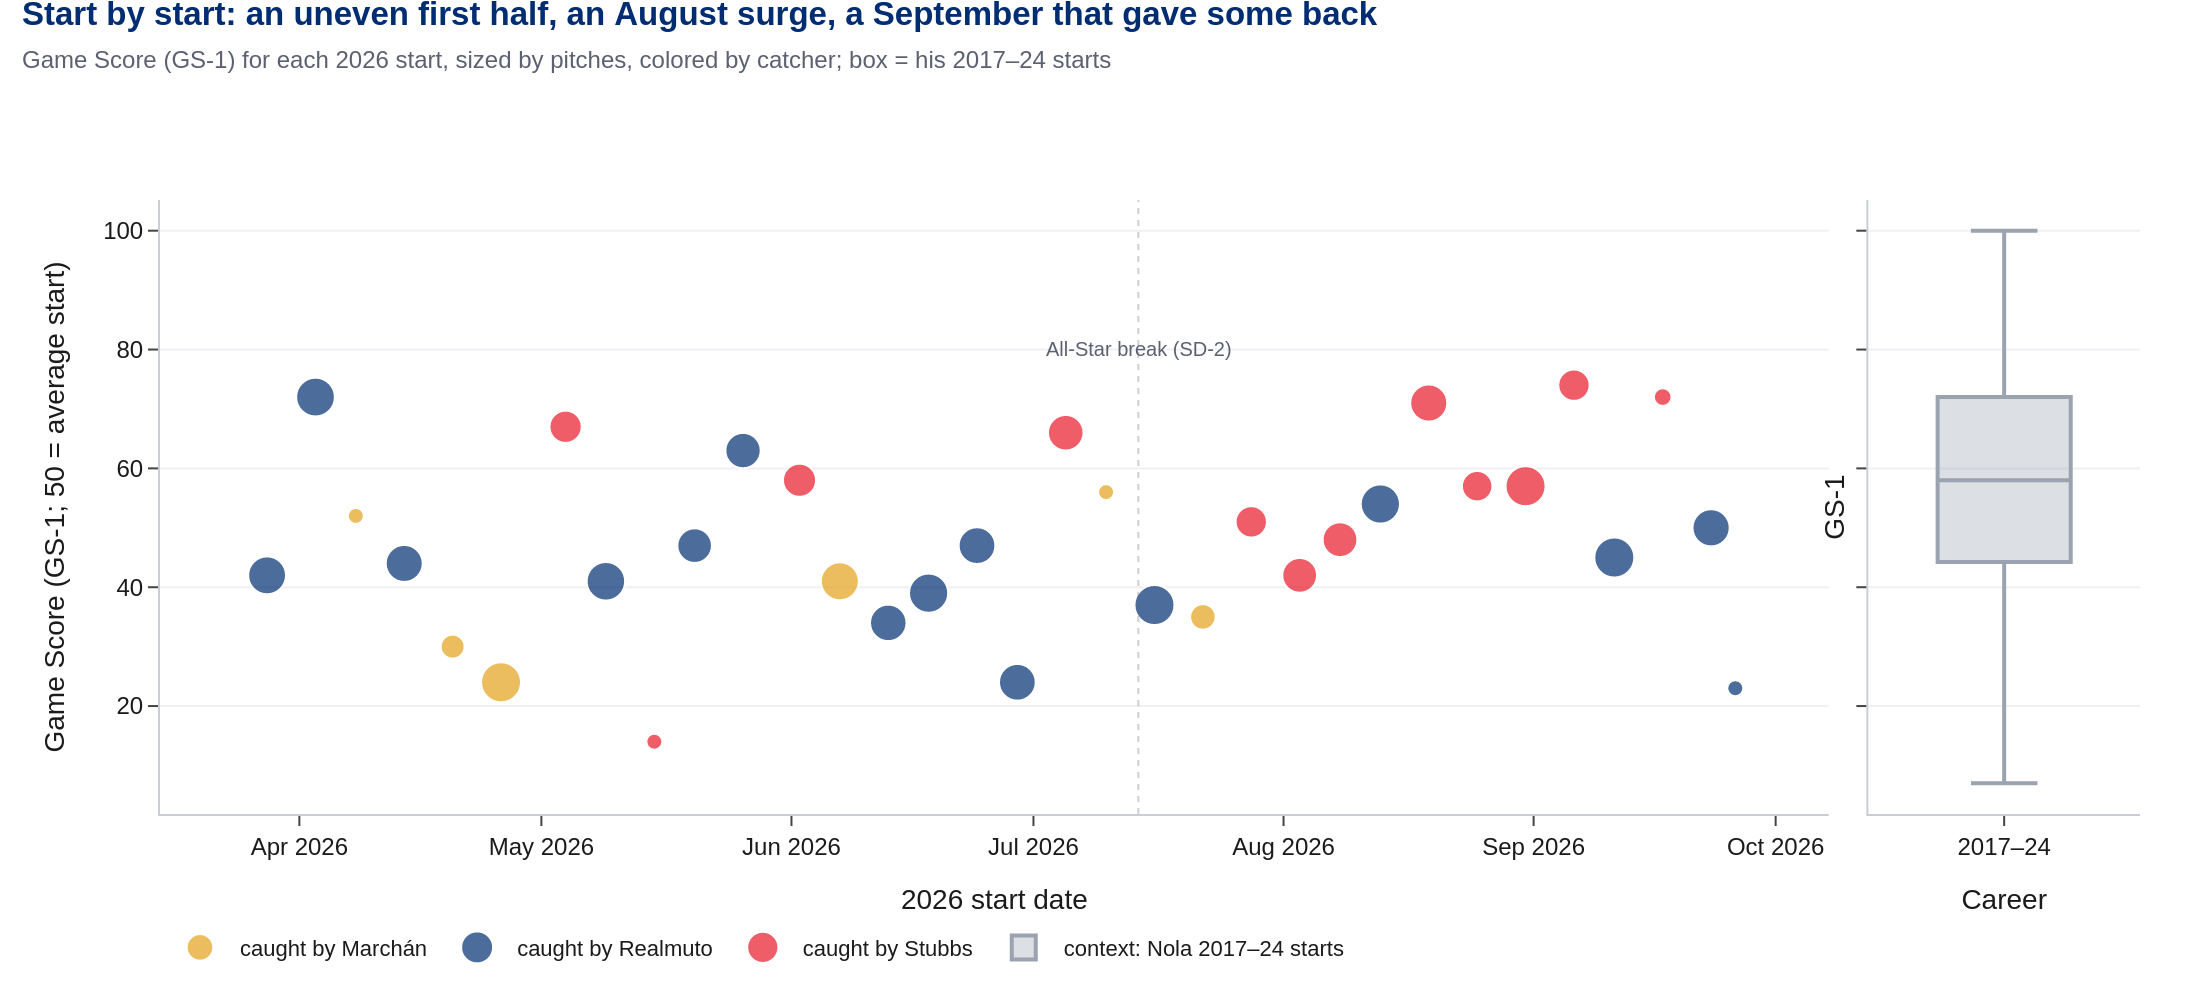 Start by start: an uneven first half, an August surge, a September that gave some back
Game Score (GS-1) for each 2026 start, sized by pitches, colored by catcher; box = his 2017–24 starts
Game Score (GS-1; 50 = average start)
100
80
60
40
20
All-Star break (SD-2)
GS-1
Apr 2026
May 2026
Jun 2026
Jul 2026
Aug 2026
Sep 2026
Oct 2026
2017–24
2026 start date
Career
caught by Marchán
caught by Realmuto
caught by Stubbs
context: Nola 2017–24 starts